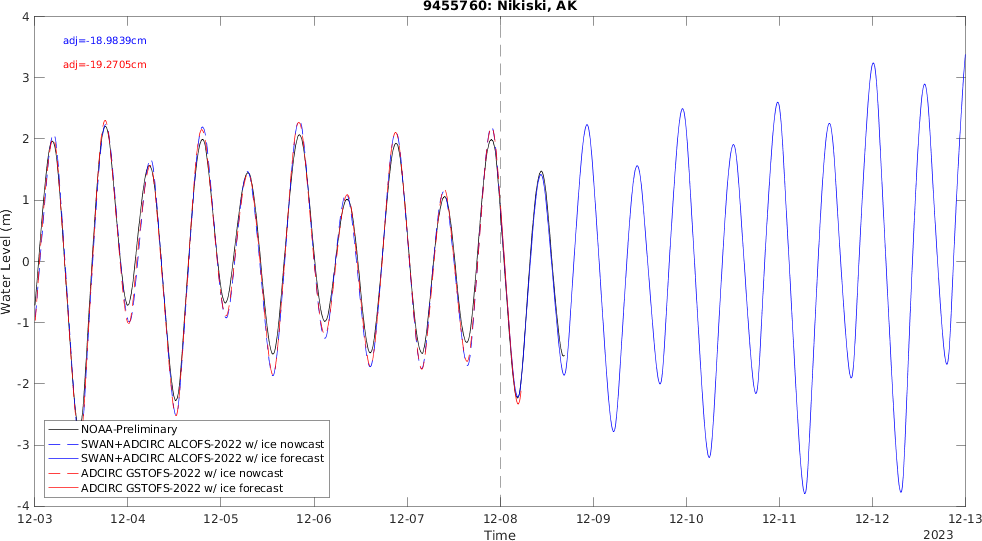 9455760: Nikiski, AK
adj=-18.9839cm
adj=-19.2705cm
Water Level (m)
4
3
2
1
0
-1
-2
-3
-4
NOAA-Preliminary
SWAN+ADCIRC ALCOFS-2022 w/ ice nowcast
SWAN+ADCIRC ALCOFS-2022 w/ ice forecast
ADCIRC GSTOFS-2022 w/ ice nowcast
ADCIRC GSTOFS-2022 w/ ice forecast
12-03 12-04 12-05 12-06 12-07 12-08 12-09 12-10 12-11 12-12 12-13
Time
2023